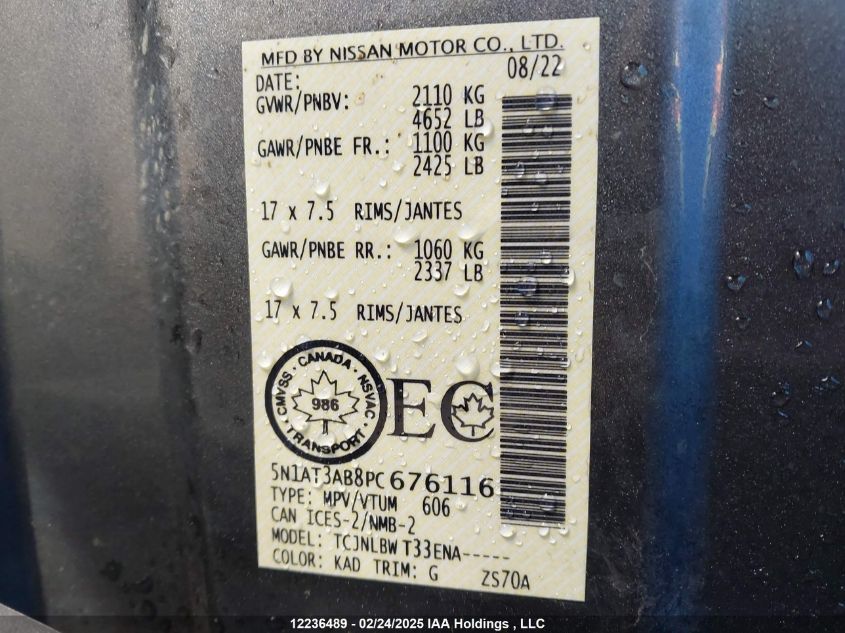 MFD BY NISSAN MOTOR CO., LTD.
DATE: 08/22
GVWR/PNBV: 2110 KG
4652 LB
GAWR/PNBE FR.: 1100 KG
2425 LB
17 x 7.5 RIMS/JANTES
GAWR/PNBE RR.: 1060 KG
2337 LB
17 x 7.5 RIMS/JANTES
CMVSS · CANADA · NSVAC
986
· TRANSPORT ·
EC
5N1AT3AB8PC676116
TYPE: MPV/VTUM 606
CAN ICES-2/NMB-2
MODEL: TCJNLBW T33ENA-----
COLOR: KAD TRIM: G ZS70A
12236489 - 02/24/2025 IAA Holdings , LLC